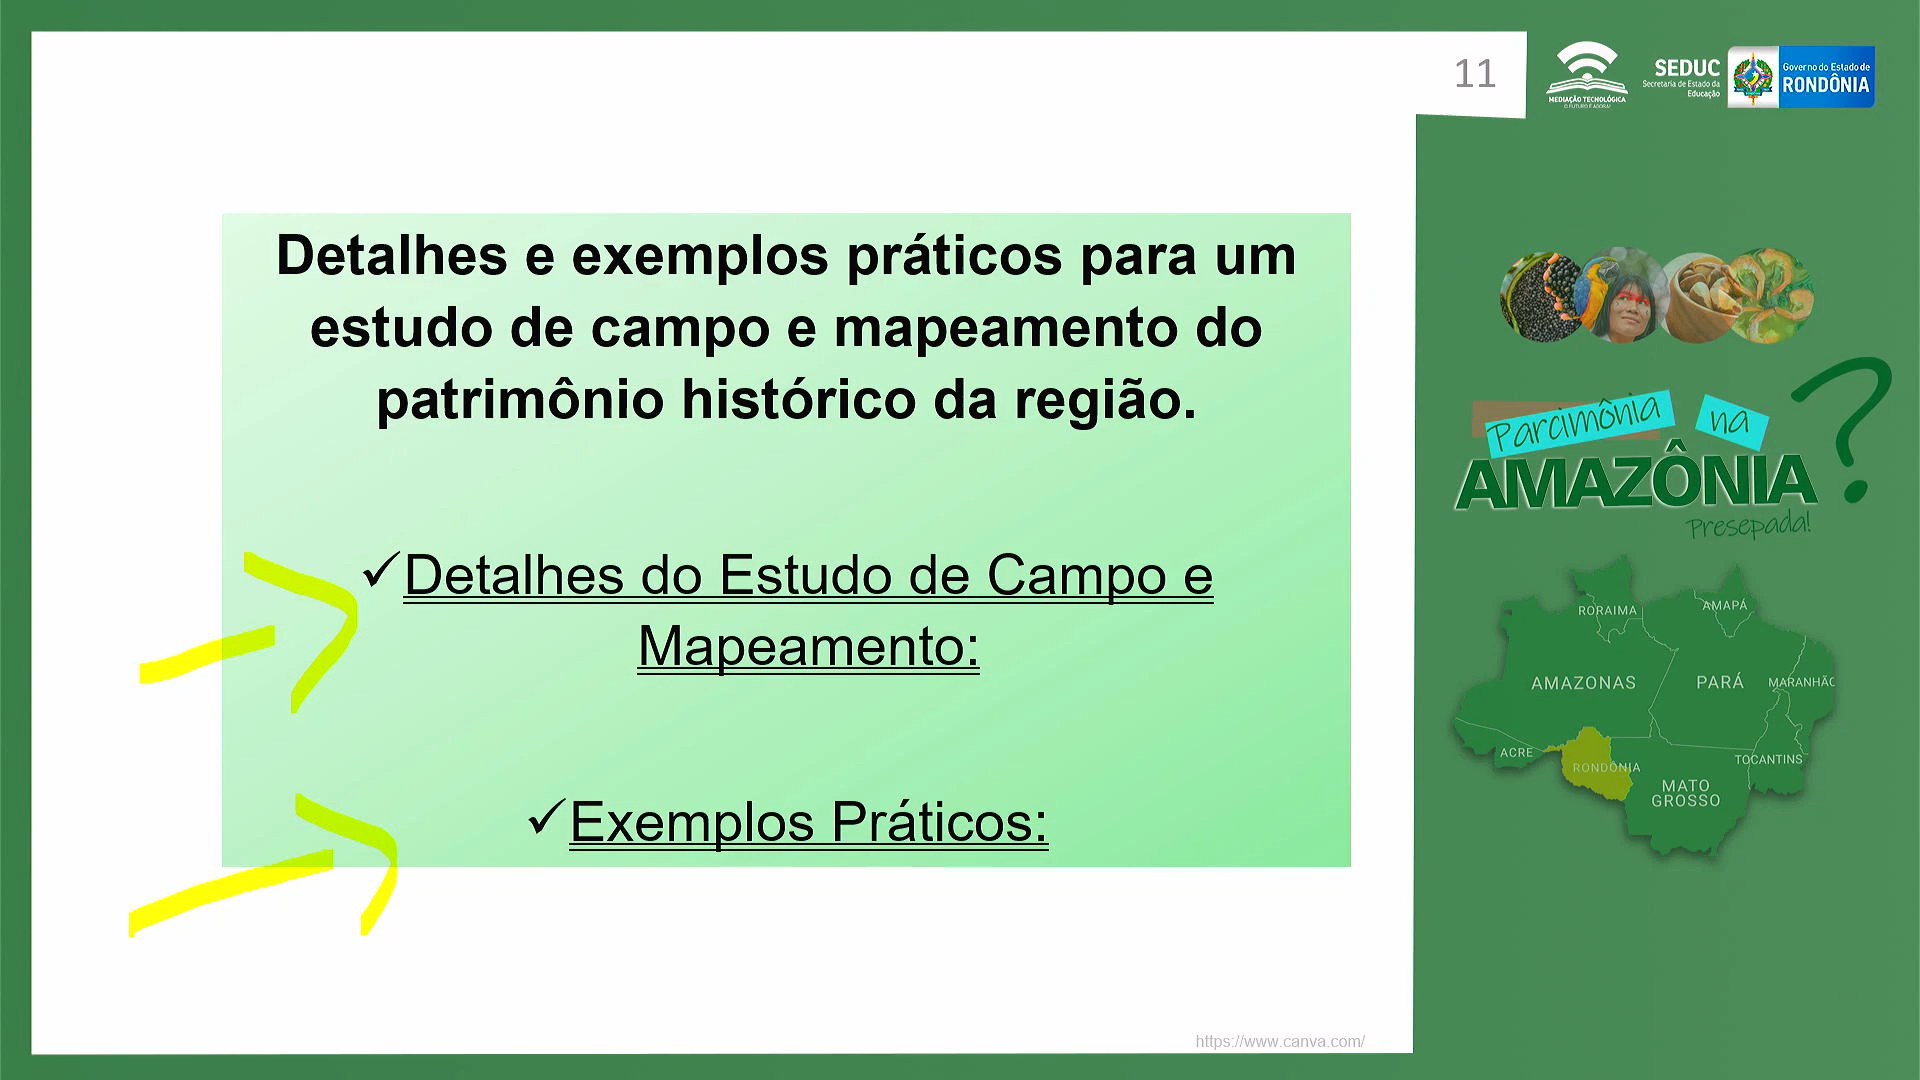 11
MEDIAÇÃO TECNOLÓGICA
O FUTURO É AGORA!
SEDUC
Secretaria de Estado da
Educação
Governo do Estado de
RONDÔNIA
Detalhes e exemplos práticos para um
estudo de campo e mapeamento do
patrimônio histórico da região.
✓Detalhes do Estudo de Campo e
Mapeamento:
✓Exemplos Práticos:
Parcimônia na
AMAZÔNIA?
Presepada!
RORAIMA
AMAPÁ
AMAZONAS
PARÁ
MARANHÃO
ACRE
RONDÔNIA
TOCANTINS
MATO
GROSSO
https://www.canva.com/